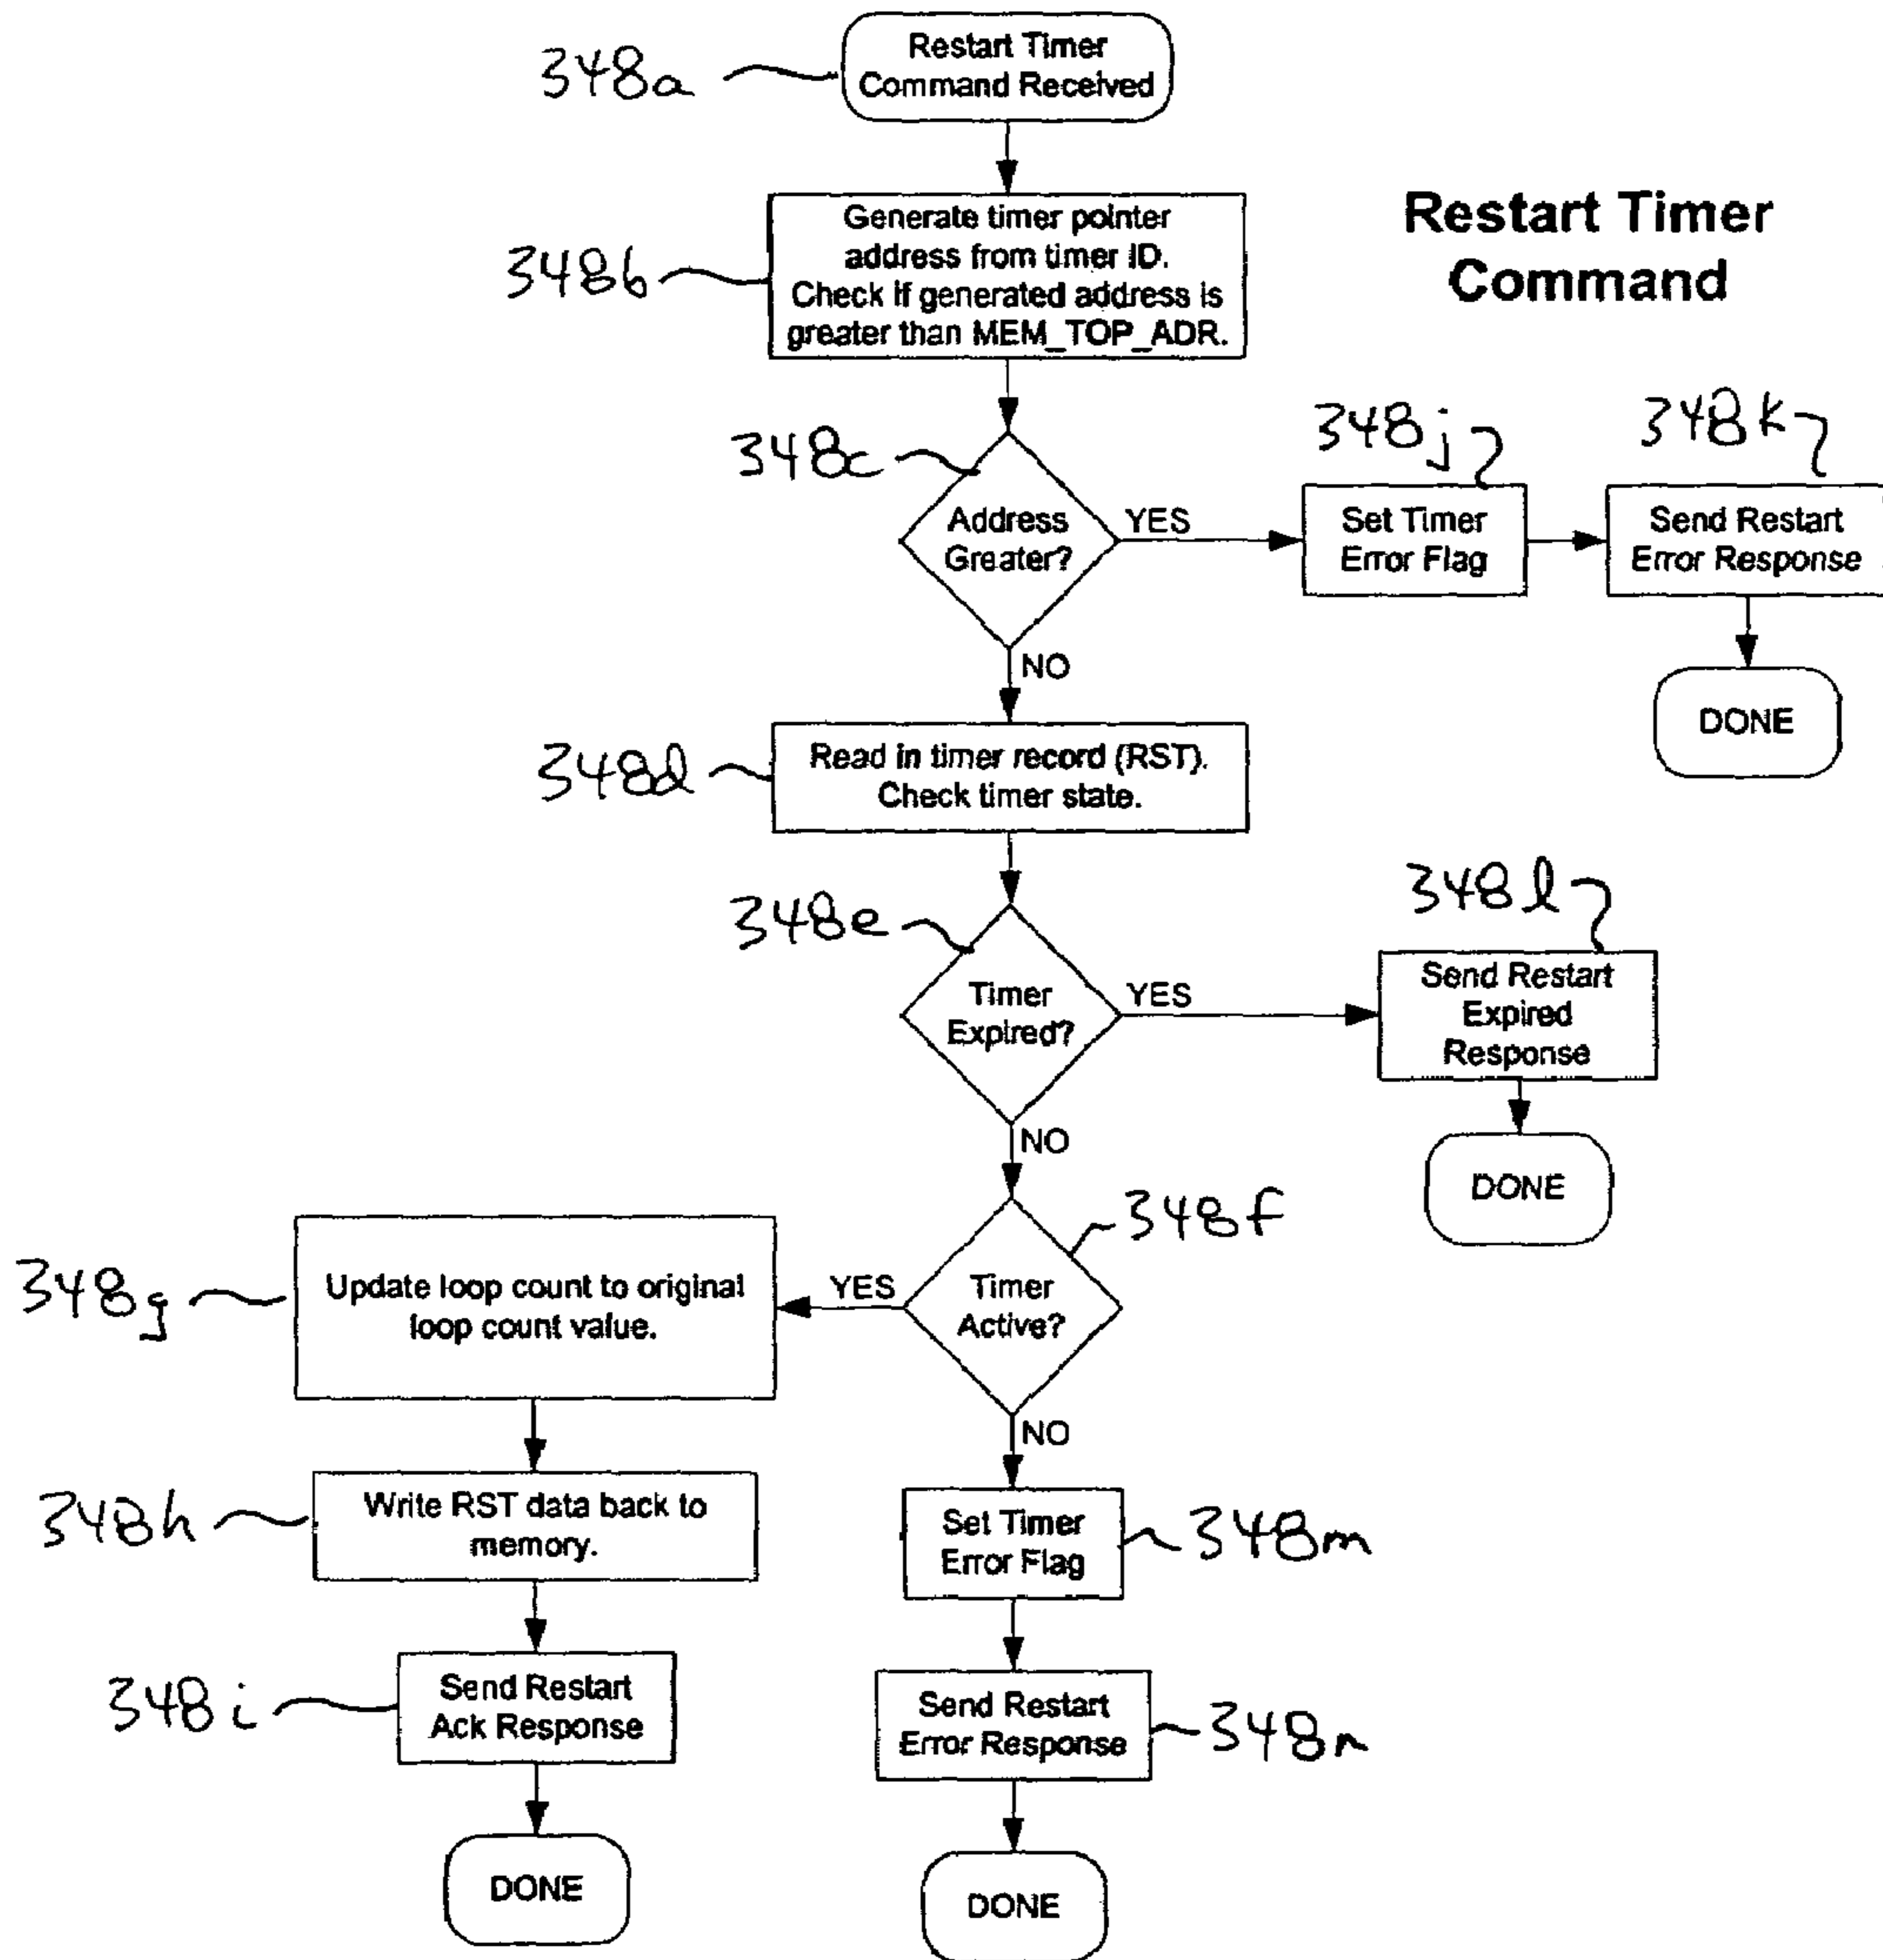 348a
Restart Timer
Command Received
Restart Timer
Command
348b
Generate timer pointer
address from timer ID.
Check if generated address is
greater than MEM_TOP_ADR.
348c
Address
Greater?
YES
348j
Set Timer
Error Flag
348k
Send Restart
Error Response
DONE
NO
348d
Read in timer record (RST).
Check timer state.
348e
Timer
Expired?
YES
348l
Send Restart
Expired
Response
DONE
NO
348f
Timer
Active?
YES
348g
Update loop count to original
loop count value.
348h
Write RST data back to
memory.
348i
Send Restart
Ack Response
DONE
NO
Set Timer
Error Flag
348m
Send Restart
Error Response
348n
DONE